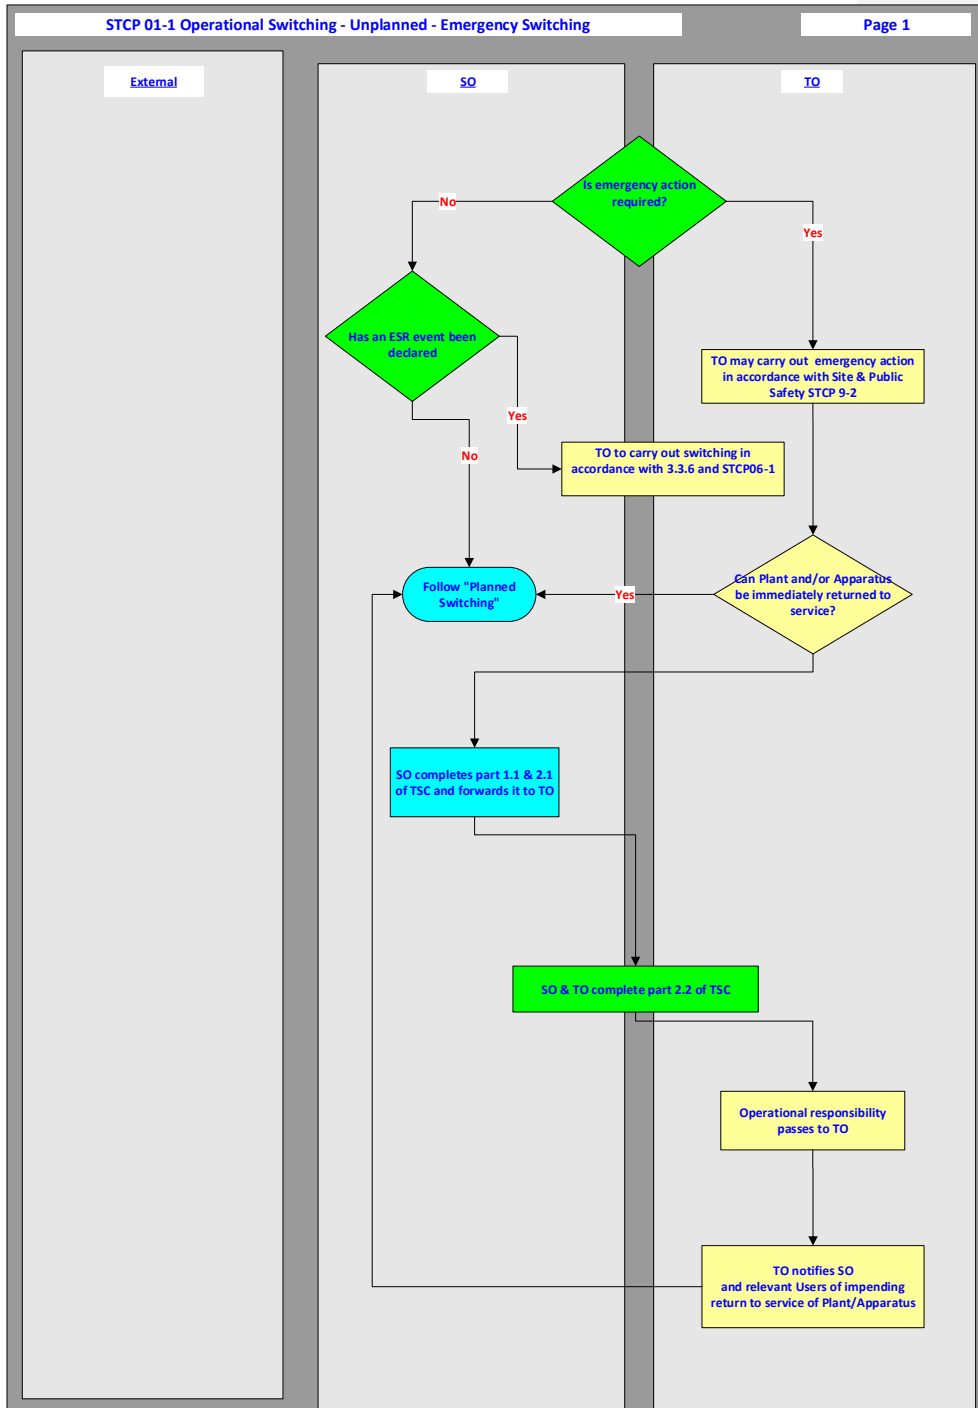 STCP 01-1 Operational Switching - Unplanned - Emergency Switching
Page 1
External
SO
TO
Is emergency action
required?
No
Yes
Has an ESR event been
declared
TO may carry out emergency action
in accordance with Site & Public
Safety STCP 9-2
Yes
No
TO to carry out switching in
accordance with 3.3.6 and STCP06-1
Follow "Planned
Switching"
Yes
Can Plant and/or Apparatus
be immediately returned to
service?
SO completes part 1.1 & 2.1
of TSC and forwards it to TO
SO & TO complete part 2.2 of TSC
Operational responsibility
passes to TO
TO notifies SO
and relevant Users of impending
return to service of Plant/Apparatus